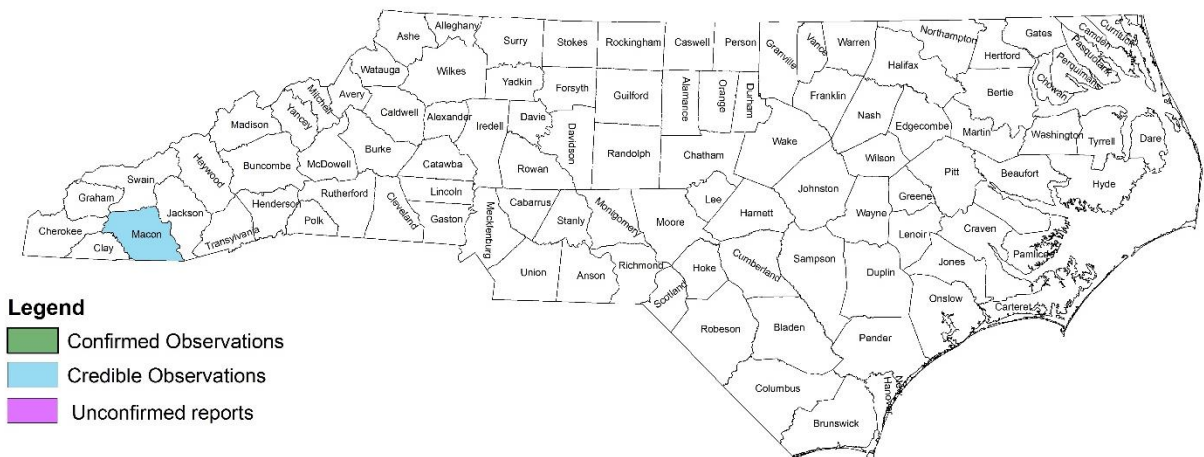 Alleghany
Ashe
Surry
Stokes
Rockingham
Caswell
Person
Granville
Vance
Warren
Northampton
Gates
Currituck
Camden
Pasquotank
Perquimans
Chowan
Hertford
Halifax
Bertie
Watauga
Wilkes
Yadkin
Forsyth
Guilford
Alamance
Orange
Durham
Franklin
Nash
Edgecombe
Martin
Washington
Tyrrell
Dare
Mitchell
Avery
Yancey
Caldwell
Alexander
Iredell
Davie
Davidson
Randolph
Chatham
Wake
Wilson
Pitt
Beaufort
Hyde
Madison
Haywood
Buncombe
McDowell
Burke
Catawba
Rowan
Lincoln
Johnston
Greene
Wayne
Swain
Graham
Jackson
Henderson
Rutherford
Polk
Cleveland
Gaston
Mecklenburg
Cabarrus
Stanly
Montgomery
Moore
Lee
Harnett
Lenoir
Craven
Pamlico
Cherokee
Macon
Clay
Transylvania
Union
Anson
Richmond
Scotland
Hoke
Cumberland
Sampson
Duplin
Jones
Onslow
Carteret
Robeson
Bladen
Pender
Columbus
Brunswick
New
Hanover
Legend
Confirmed Observations
Credible Observations
Unconfirmed reports